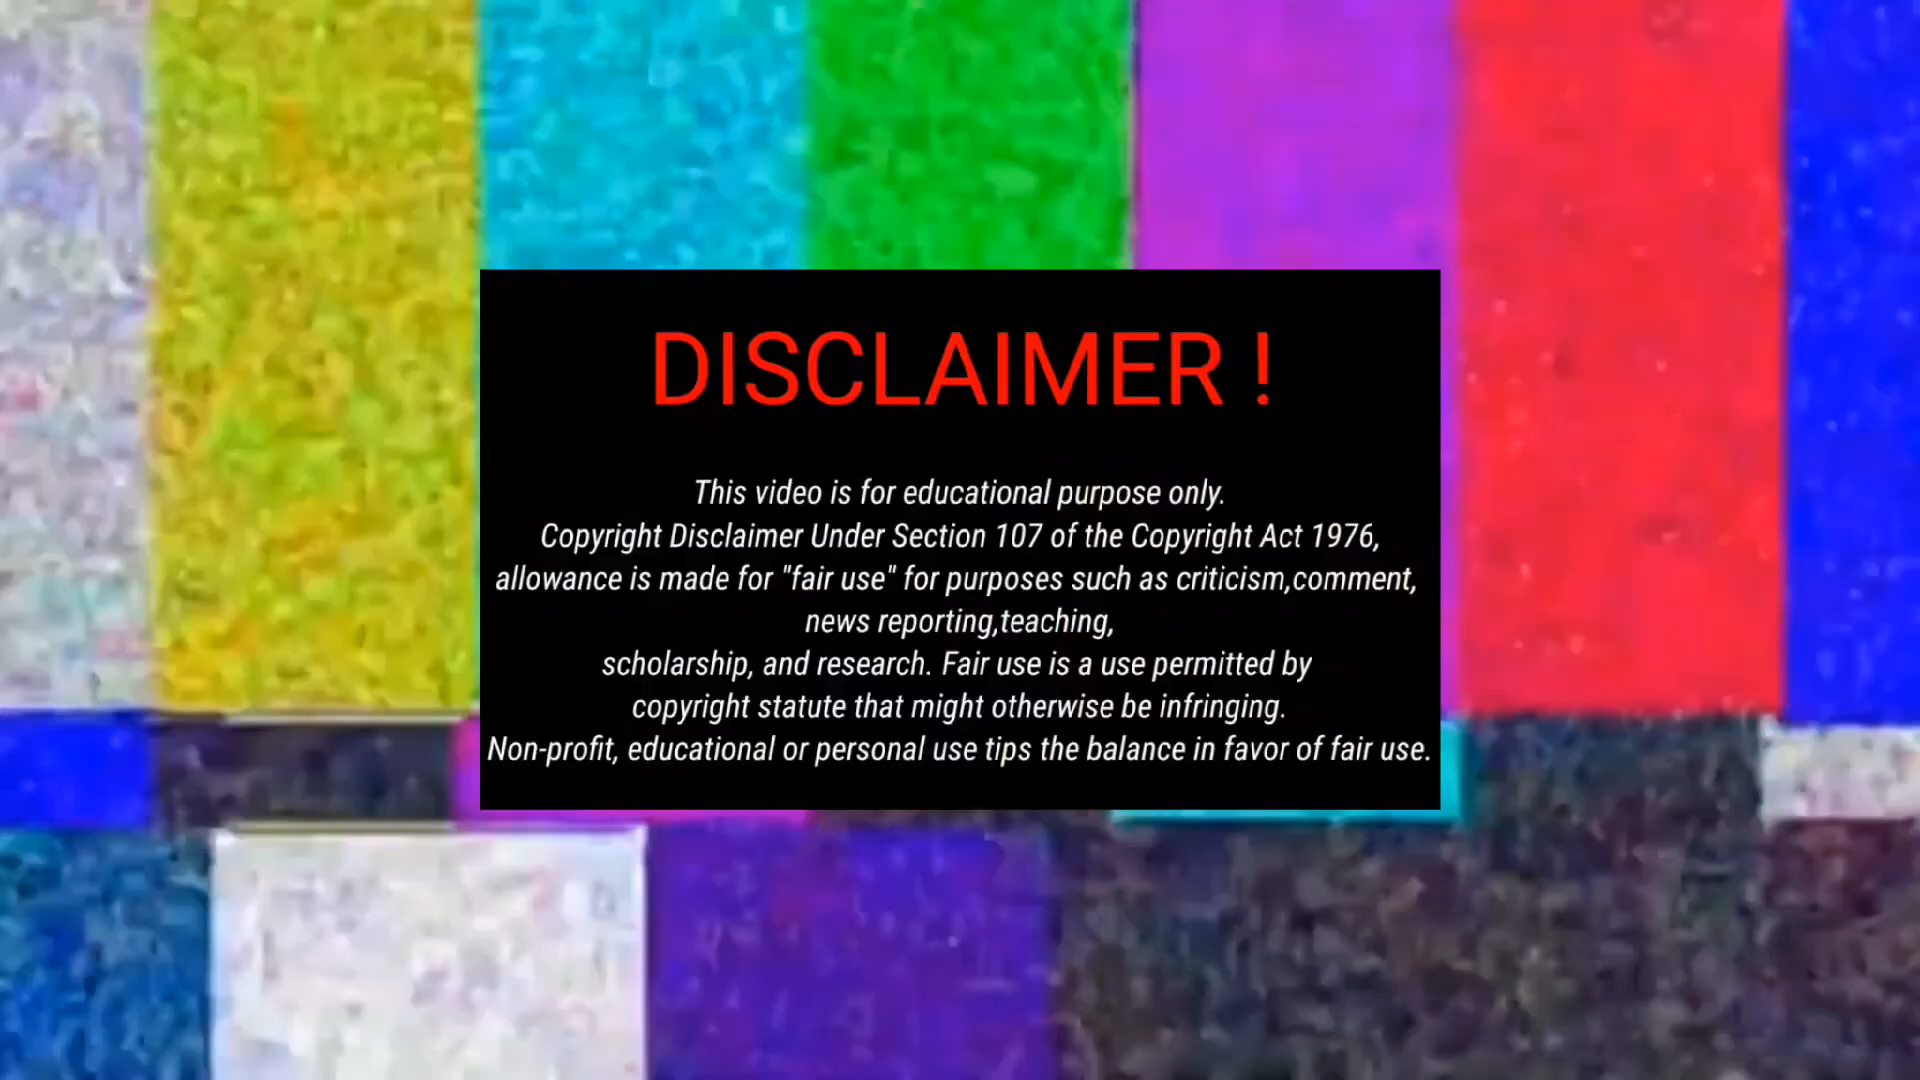 DISCLAIMER !
This video is for educational purpose only.
Copyright Disclaimer Under Section 107 of the Copyright Act 1976,
allowance is made for "fair use" for purposes such as criticism,comment,
news reporting,teaching,
scholarship, and research. Fair use is a use permitted by
copyright statute that might otherwise be infringing.
Non-profit, educational or personal use tips the balance in favor of fair use.